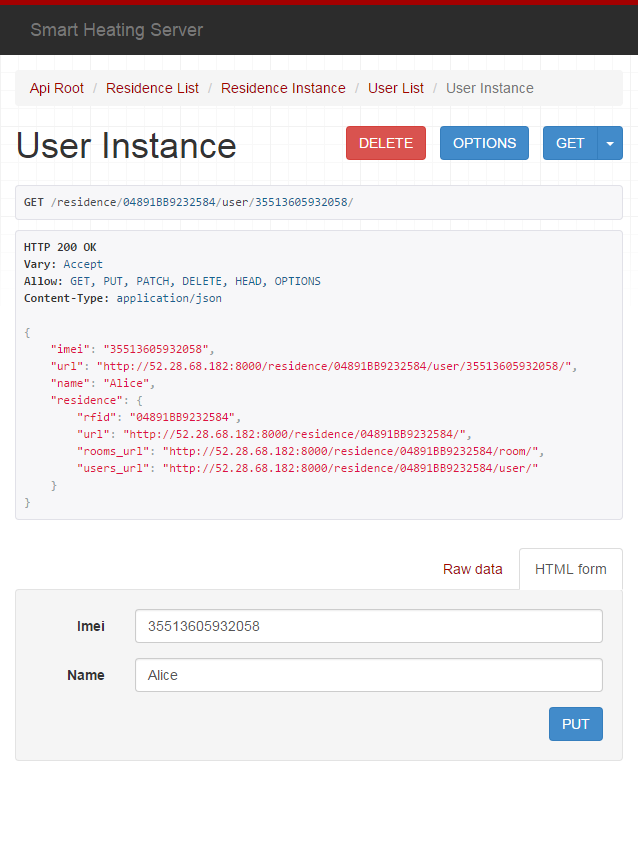 Smart Heating Server
Api Root / Residence List / Residence Instance / User List / User Instance
User Instance DELETE OPTIONS GET
GET /residence/04891BB9232584/user/35513605932058/
HTTP 200 OK
Vary: Accept
Allow: GET, PUT, PATCH, DELETE, HEAD, OPTIONS
Content-Type: application/json
{
    "imei": "35513605932058",
    "url": "http://52.28.68.182:8000/residence/04891BB9232584/user/35513605932058/",
    "name": "Alice",
    "residence": {
        "rfid": "04891BB9232584",
        "url": "http://52.28.68.182:8000/residence/04891BB9232584/",
        "rooms_url": "http://52.28.68.182:8000/residence/04891BB9232584/room/",
        "users_url": "http://52.28.68.182:8000/residence/04891BB9232584/user/"
    }
}
Raw data HTML form
Imei 35513605932058
Name Alice
PUT